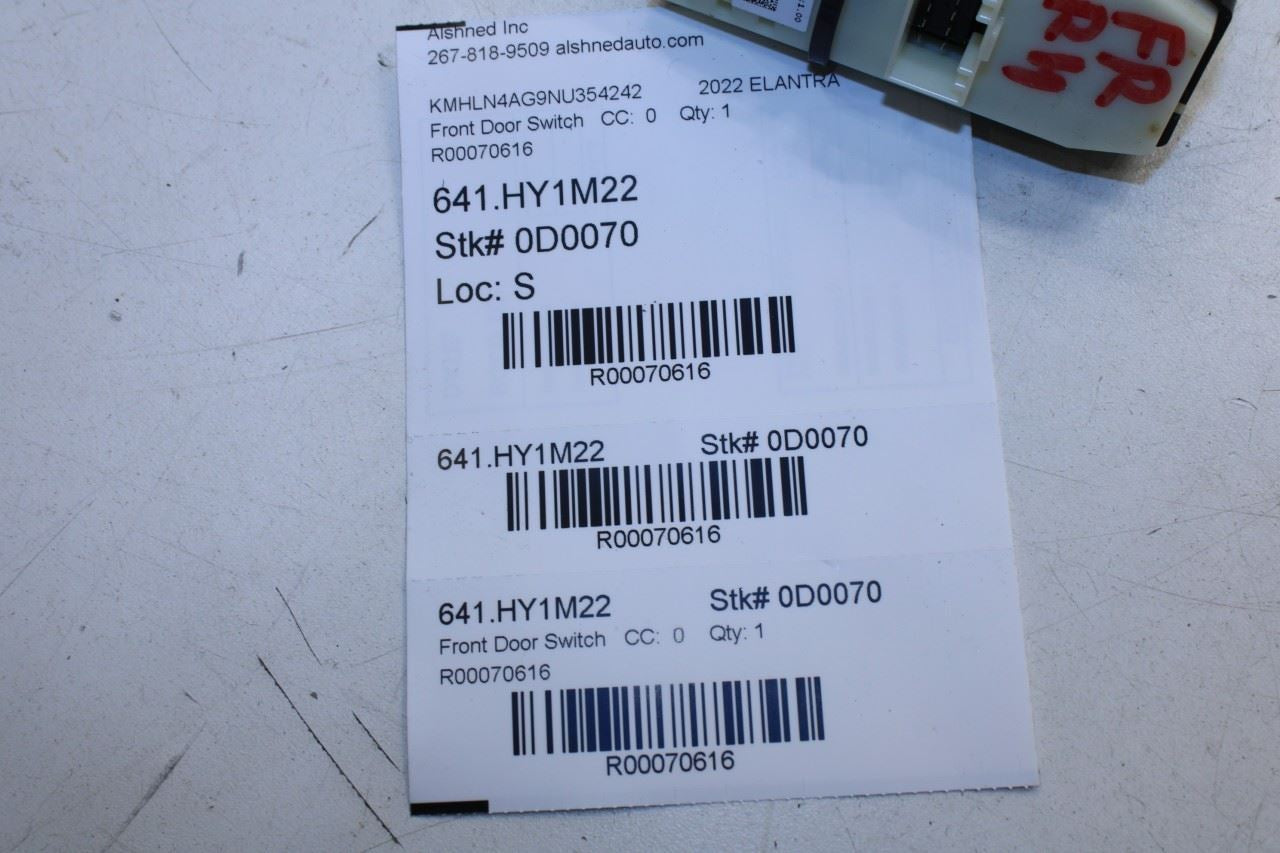 Alshned Inc
267-818-9509 alshnedauto.com
KMHLN4AG9NU354242 2022 ELANTRA
Front Door Switch CC: 0 Qty: 1
R00070616
641.HY1M22
Stk# 0D0070
Loc: S
R00070616
641.HY1M22 Stk# 0D0070
R00070616
641.HY1M22 Stk# 0D0070
Front Door Switch CC: 0 Qty: 1
R00070616
R00070616
FR
RH